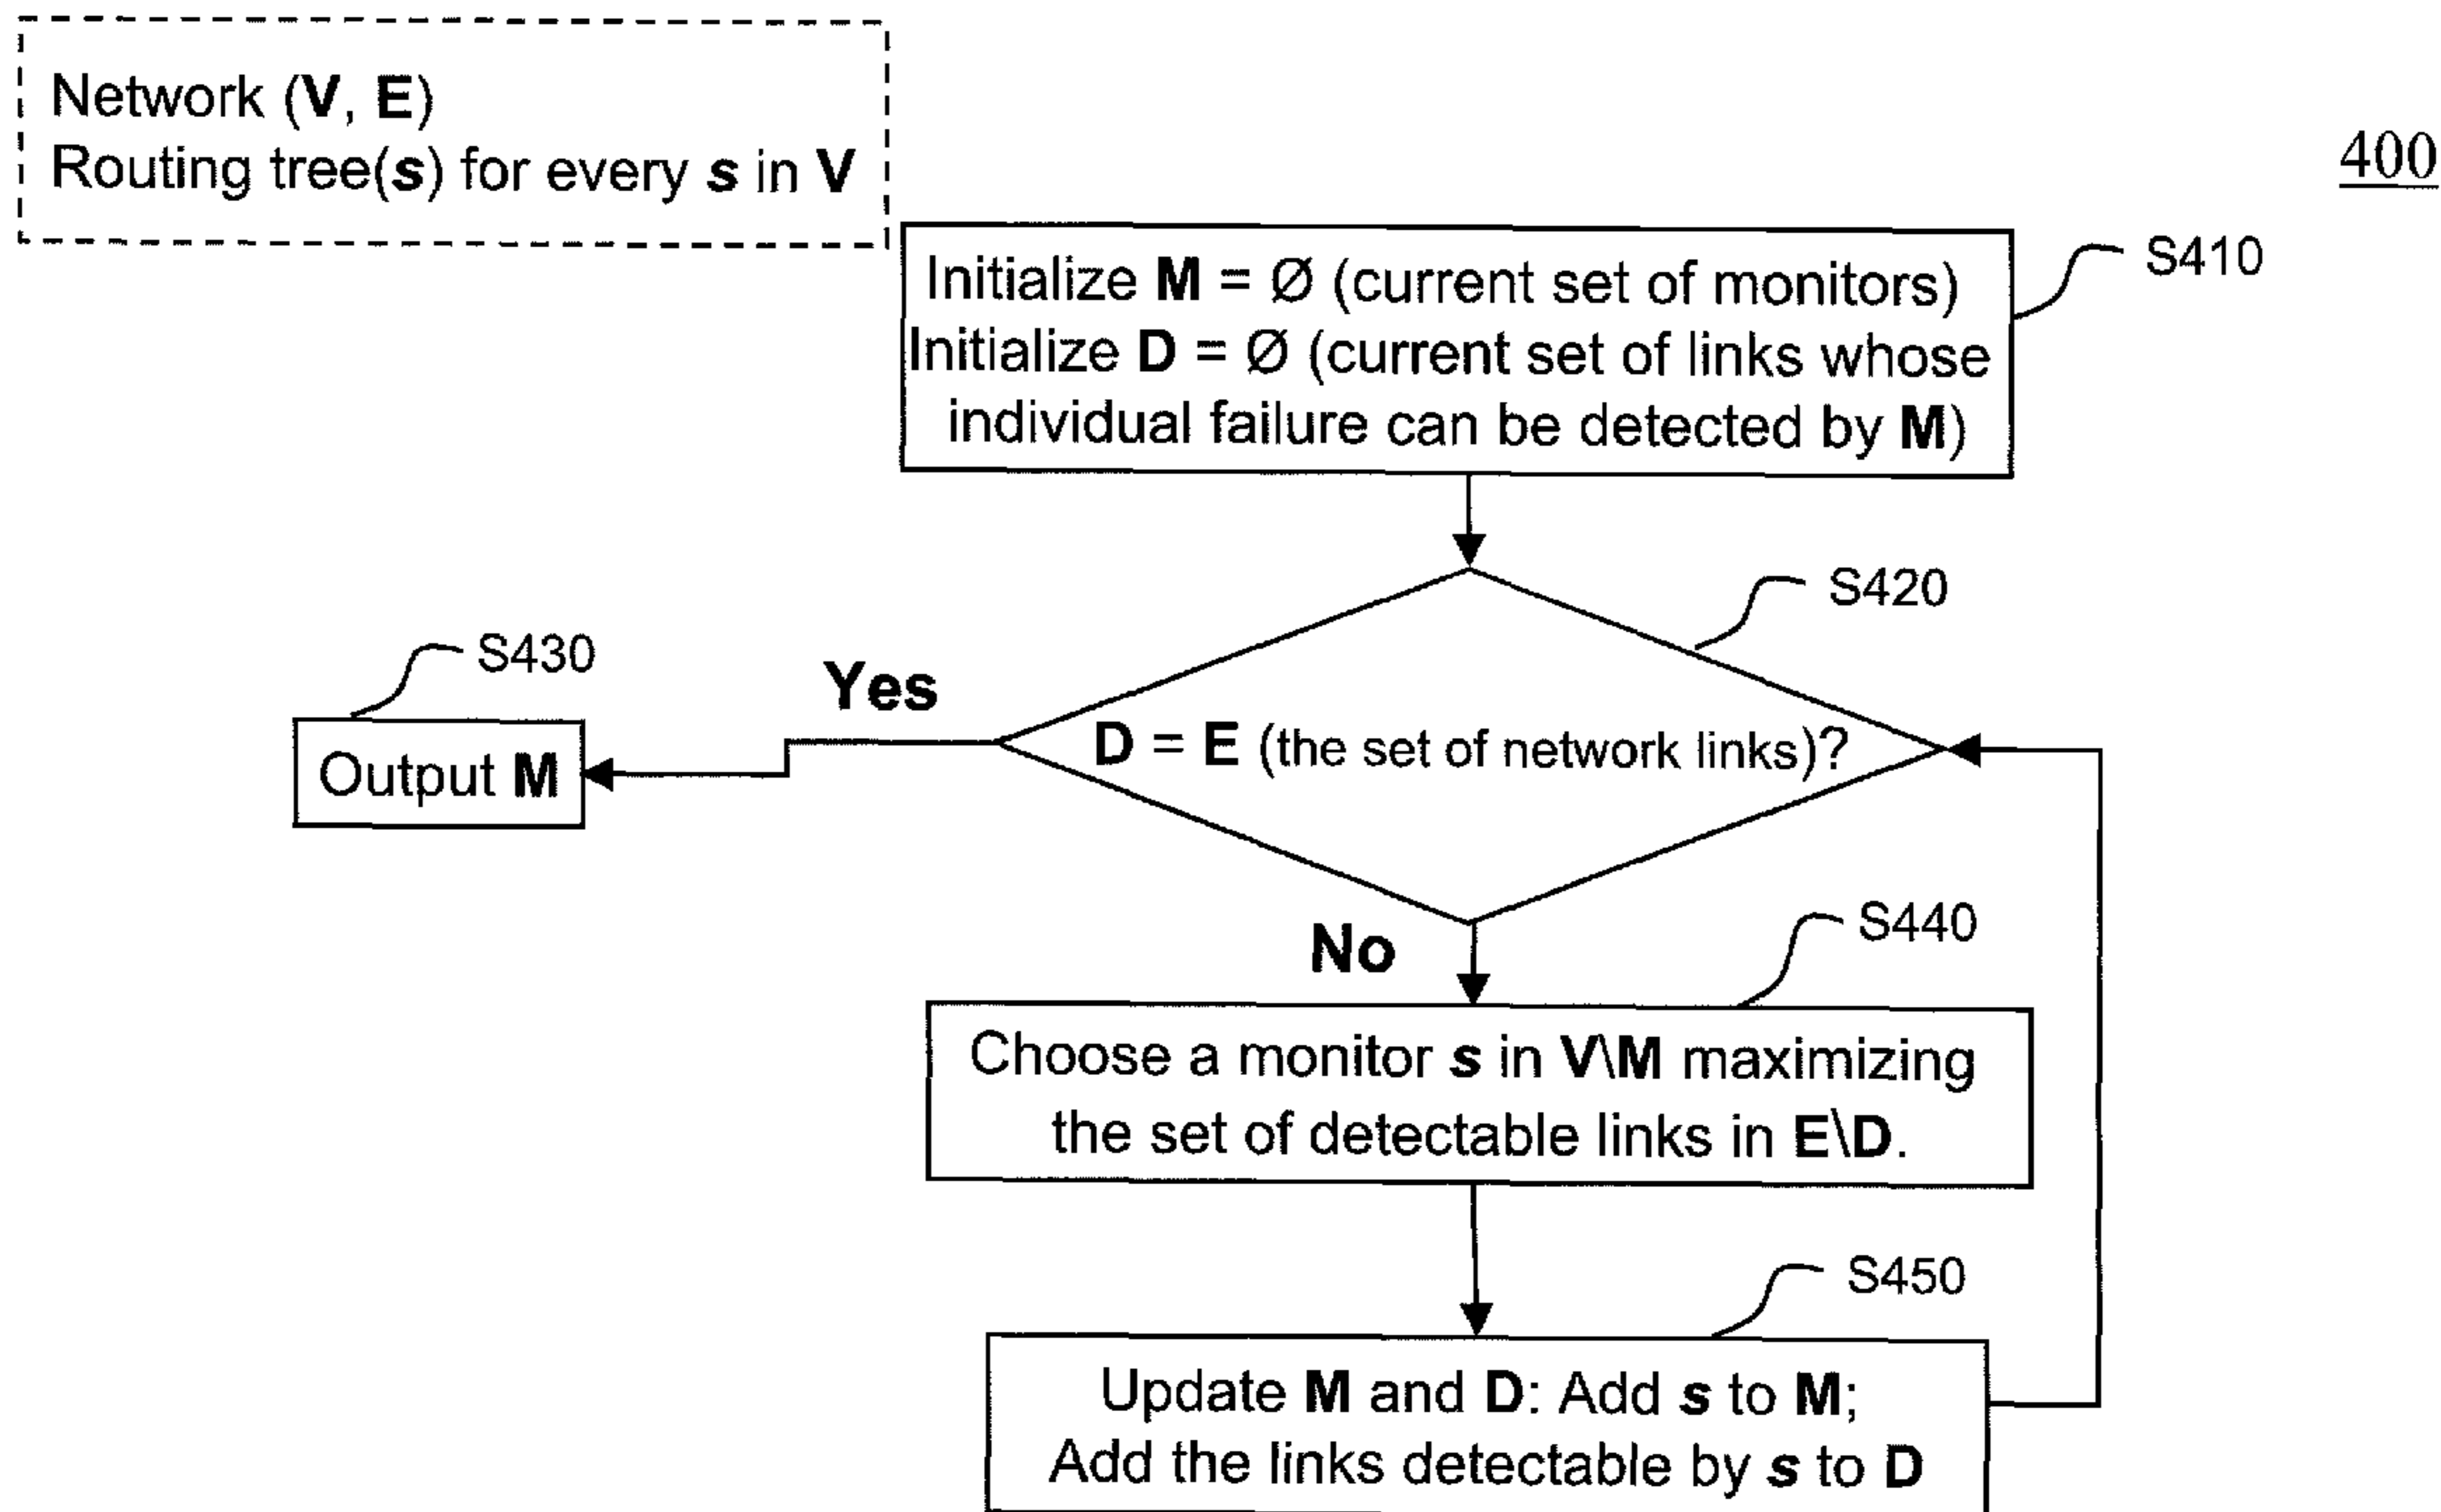 Network (V, E)
Routing tree(s) for every s in V
400
Initialize M = Ø (current set of monitors)
Initialize D = Ø (current set of links whose
individual failure can be detected by M)
S410
S420
S430
Yes
D = E (the set of network links)?
Output M
No
S440
Choose a monitor s in V\M maximizing
the set of detectable links in E\D.
S450
Update M and D: Add s to M;
Add the links detectable by s to D